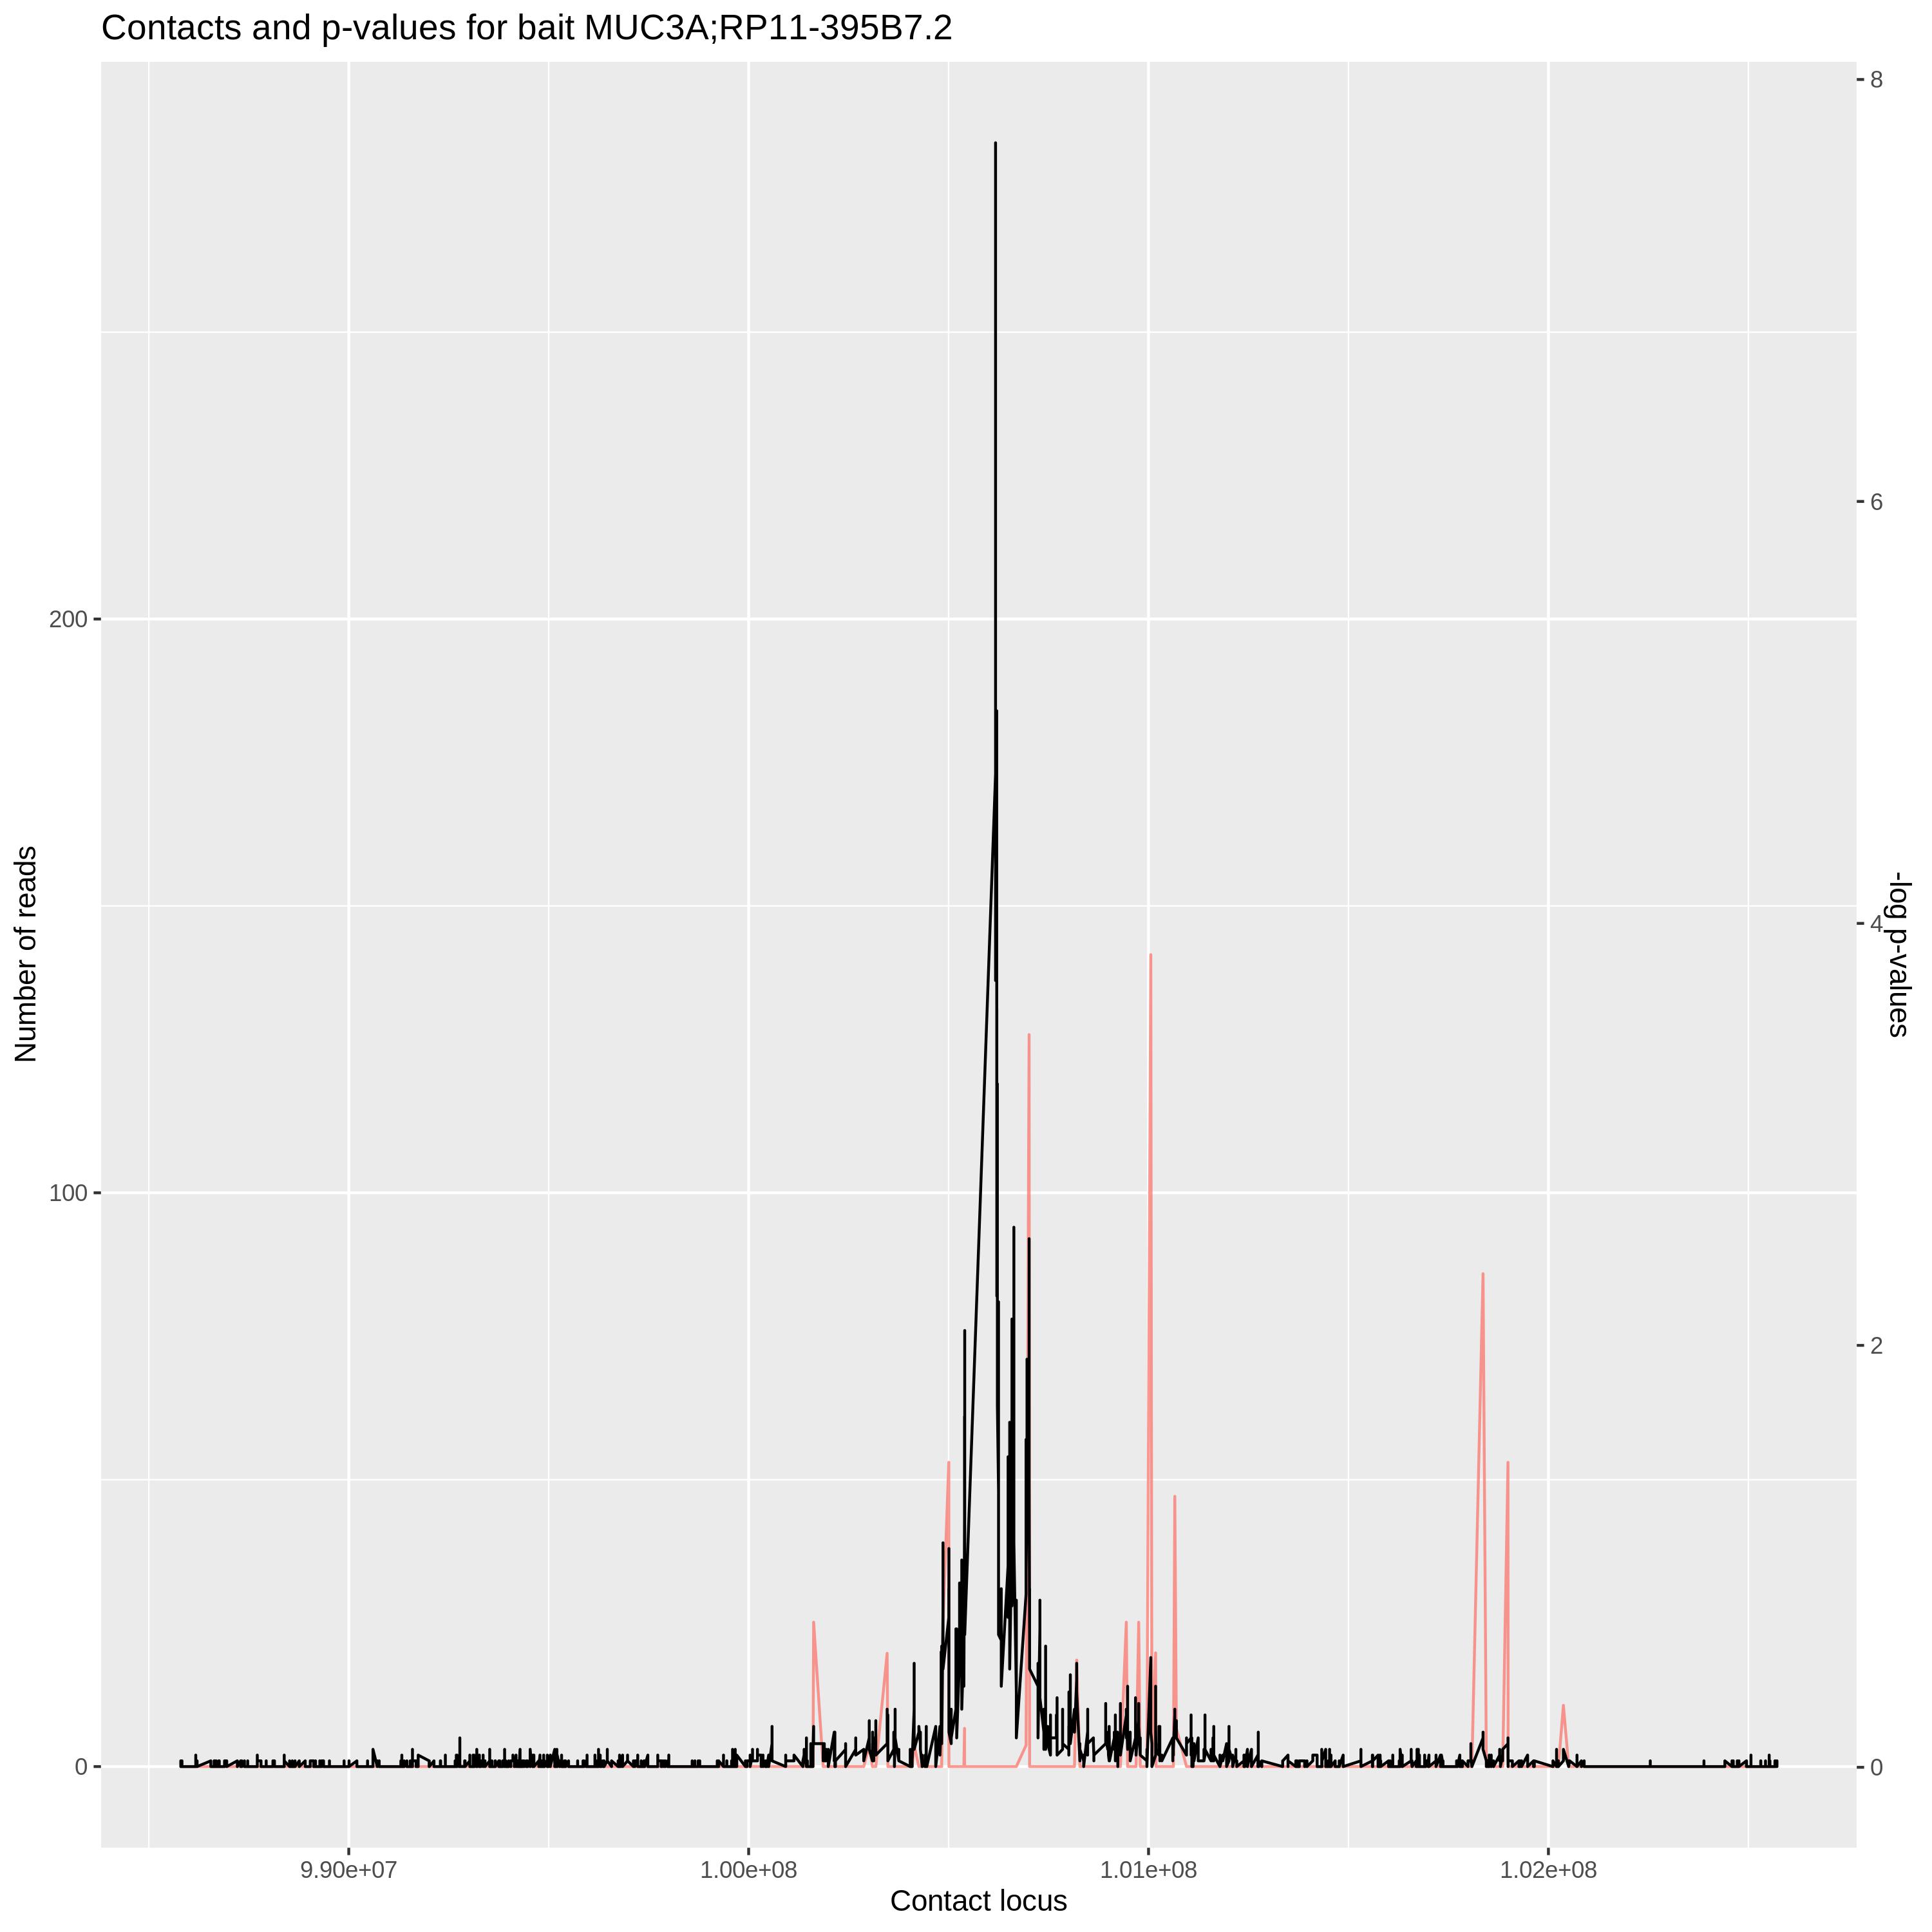 Contacts and p-values for bait MUC3A;RP11-395B7.2
8
6
200
4
Number of reads
-log p-values
100
2
0
0
9.90e+07
1.00e+08
1.01e+08
1.02e+08
Contact locus